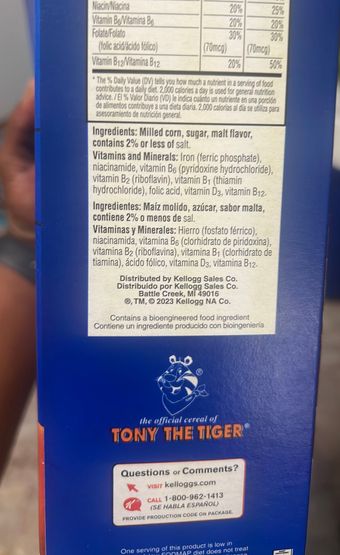 Niacin/Niacina 20% 25%
Vitamin B6/Vitamina B6 20% 20%
Folate/Folato 30% 30%
(folic acid/ácido fólico) (70mcg) (70mcg)
Vitamin B12/Vitamina B12 20% 50%
* The % Daily Value (DV) tells you how much a nutrient in a serving of food
contributes to a daily diet. 2,000 calories a day is used for general nutrition
advice. / El % Valor Diario (VD) le indica cuánto un nutriente en una porción
de alimentos contribuye a una dieta diaria. 2,000 calorías al día se utiliza para
asesoramiento de nutrición general.
Ingredients: Milled corn, sugar, malt flavor,
contains 2% or less of salt.
Vitamins and Minerals: Iron (ferric phosphate),
niacinamide, vitamin B6 (pyridoxine hydrochloride),
vitamin B2 (riboflavin), vitamin B1 (thiamin
hydrochloride), folic acid, vitamin D3, vitamin B12.
Ingredientes: Maíz molido, azúcar, sabor malta,
contiene 2% o menos de sal.
Vitaminas y Minerales: Hierro (fosfato férrico),
niacinamida, vitamina B6 (clorhidrato de piridoxina),
vitamina B2 (riboflavina), vitamina B1 (clorhidrato de
tiamina), ácido fólico, vitamina D3, vitamina B12.
Distributed by Kellogg Sales Co.
Distribuido por Kellogg Sales Co.
Battle Creek, MI 49016
®, TM, © 2023 Kellogg NA Co.
Contains a bioengineered food ingredient
Contiene un ingrediente producido con bioingeniería
®
the official cereal of
TONY THE TIGER®
Questions or Comments?
VISIT kelloggs.com
CALL 1-800-962-1413
(SE HABLA ESPAÑOL)
PROVIDE PRODUCTION CODE ON PACKAGE.
One serving of this product is low in
FODMAP diet does not treat